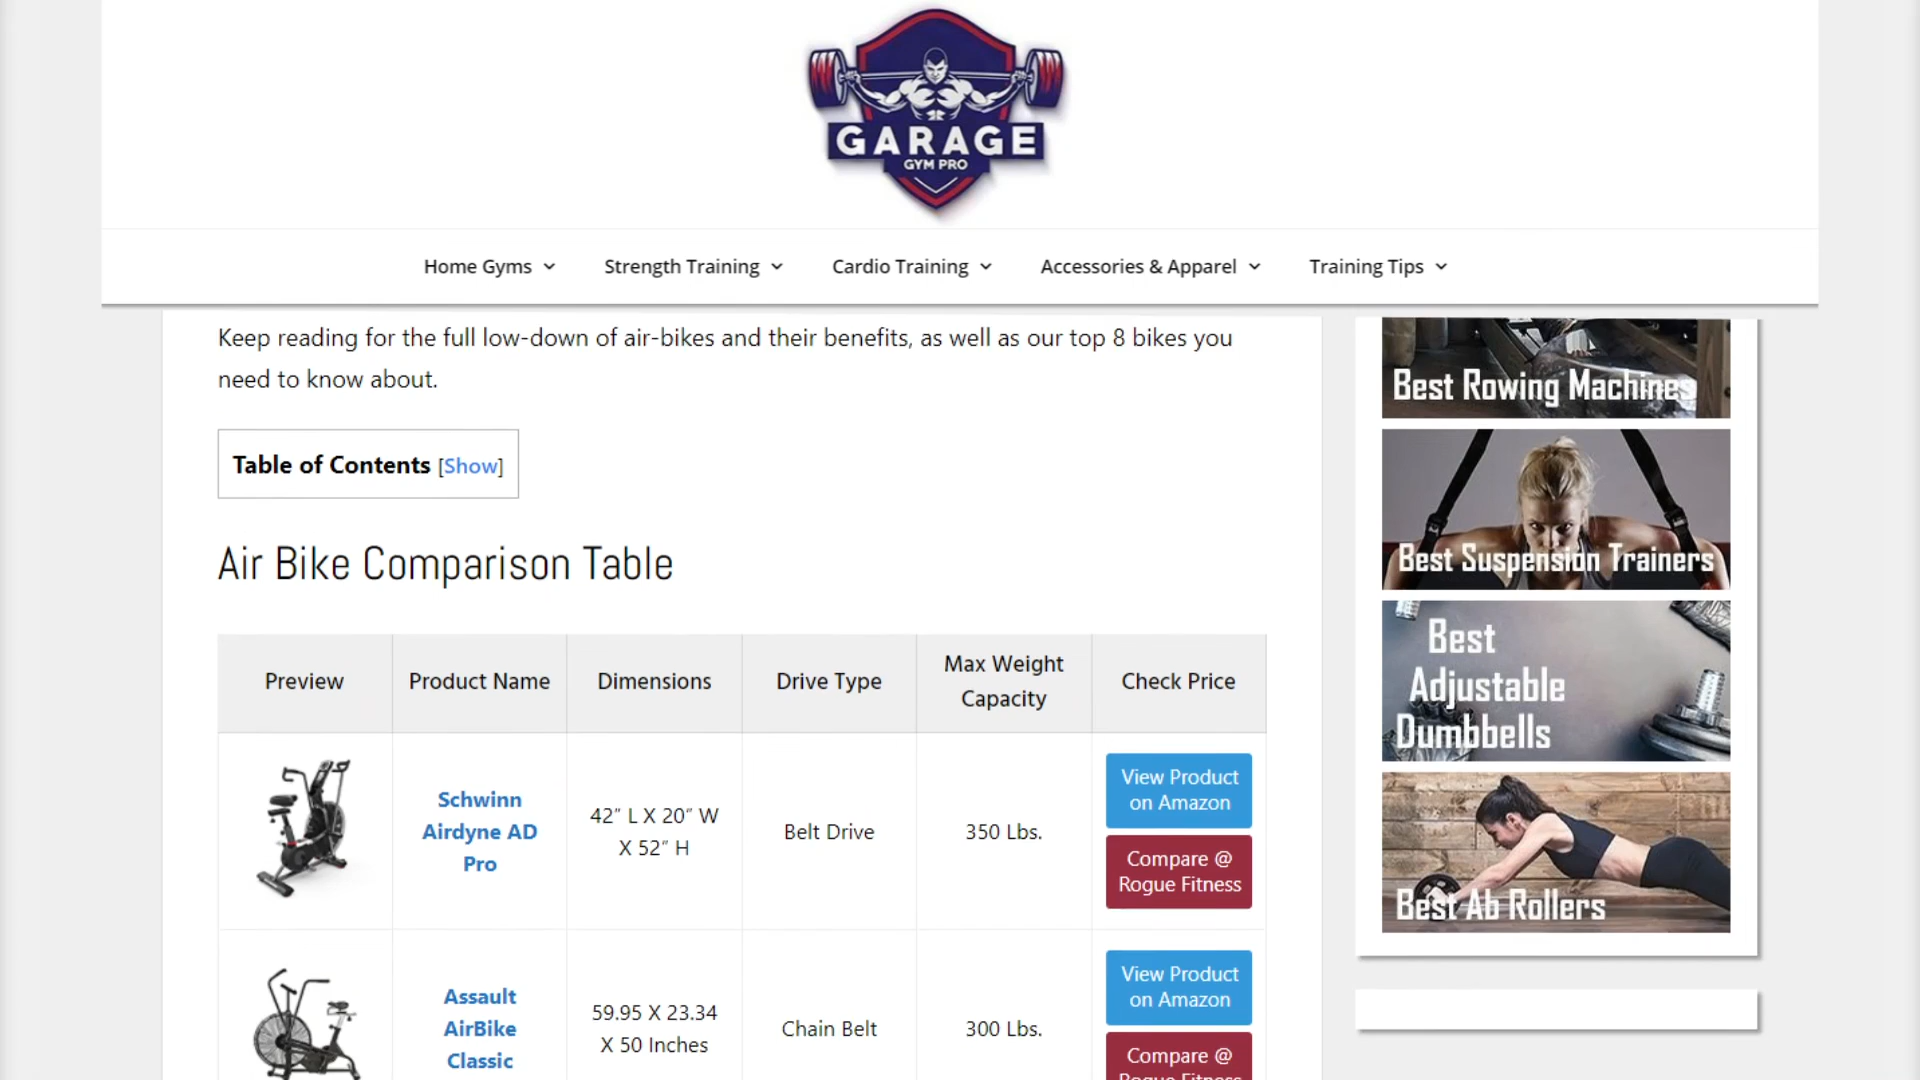 GARAGE
GYM PRO
Home Gyms
Strength Training
Cardio Training
Accessories & Apparel
Training Tips
Keep reading for the full low-down of air-bikes and their benefits, as well as our top 8 bikes you
need to know about.
Table of Contents [Show]
Air Bike Comparison Table
Preview
Product Name
Dimensions
Drive Type
Max Weight
Capacity
Check Price
Schwinn
Airdyne AD
Pro
42” L X 20” W
X 52” H
Belt Drive
350 Lbs.
View Product
on Amazon
Compare @
Rogue Fitness
Assault
AirBike
Classic
59.95 X 23.34
X 50 Inches
Chain Belt
300 Lbs.
View Product
on Amazon
Compare @
Rogue Fitness
Best Rowing Machines
Best Suspension Trainers
Best
Adjustable
Dumbbells
Best Ab Rollers